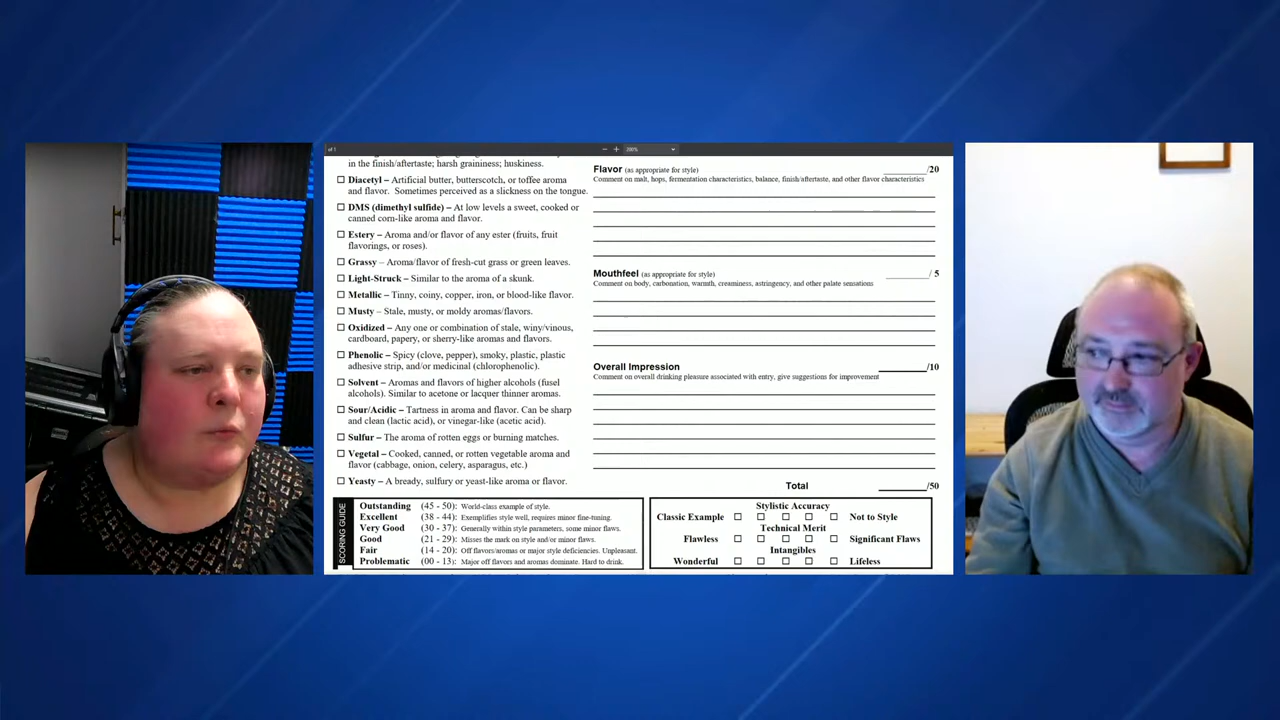 of 1
— + 200%
in the finish/aftertaste; harsh graininess; huskiness.
☐ Diacetyl – Artificial butter, butterscotch, or toffee aroma
and flavor. Sometimes perceived as a slickness on the tongue.
☐ DMS (dimethyl sulfide) – At low levels a sweet, cooked or
canned corn-like aroma and flavor.
☐ Estery – Aroma and/or flavor of any ester (fruits, fruit
flavorings, or roses).
☐ Grassy – Aroma/flavor of fresh-cut grass or green leaves.
☐ Light-Struck – Similar to the aroma of a skunk.
☐ Metallic – Tinny, coiny, copper, iron, or blood-like flavor.
☐ Musty – Stale, musty, or moldy aromas/flavors.
☐ Oxidized – Any one or combination of stale, winy/vinous,
cardboard, papery, or sherry-like aromas and flavors.
☐ Phenolic – Spicy (clove, pepper), smoky, plastic, plastic
adhesive strip, and/or medicinal (chlorophenolic).
☐ Solvent – Aromas and flavors of higher alcohols (fusel
alcohols). Similar to acetone or lacquer thinner aromas.
☐ Sour/Acidic – Tartness in aroma and flavor. Can be sharp
and clean (lactic acid), or vinegar-like (acetic acid).
☐ Sulfur – The aroma of rotten eggs or burning matches.
☐ Vegetal – Cooked, canned, or rotten vegetable aroma and
flavor (cabbage, onion, celery, asparagus, etc.)
☐ Yeasty – A bready, sulfury or yeast-like aroma or flavor.
Flavor (as appropriate for style) /20
Comment on malt, hops, fermentation characteristics, balance, finish/aftertaste, and other flavor characteristics
Mouthfeel (as appropriate for style) / 5
Comment on body, carbonation, warmth, creaminess, astringency, and other palate sensations
Overall Impression /10
Comment on overall drinking pleasure associated with entry, give suggestions for improvement
Total /50
SCORING GUIDE
Outstanding (45 - 50): World-class example of style.
Excellent (38 - 44): Exemplifies style well, requires minor fine-tuning.
Very Good (30 - 37): Generally within style parameters, some minor flaws.
Good (21 - 29): Misses the mark on style and/or minor flaws.
Fair (14 - 20): Off flavors/aromas or major style deficiencies. Unpleasant.
Problematic (00 - 13): Major off flavors and aromas dominate. Hard to drink.
Stylistic Accuracy
Classic Example ☐ ☐ ☐ ☐ ☐ Not to Style
Technical Merit
Flawless ☐ ☐ ☐ ☐ ☐ Significant Flaws
Intangibles
Wonderful ☐ ☐ ☐ ☐ ☐ Lifeless